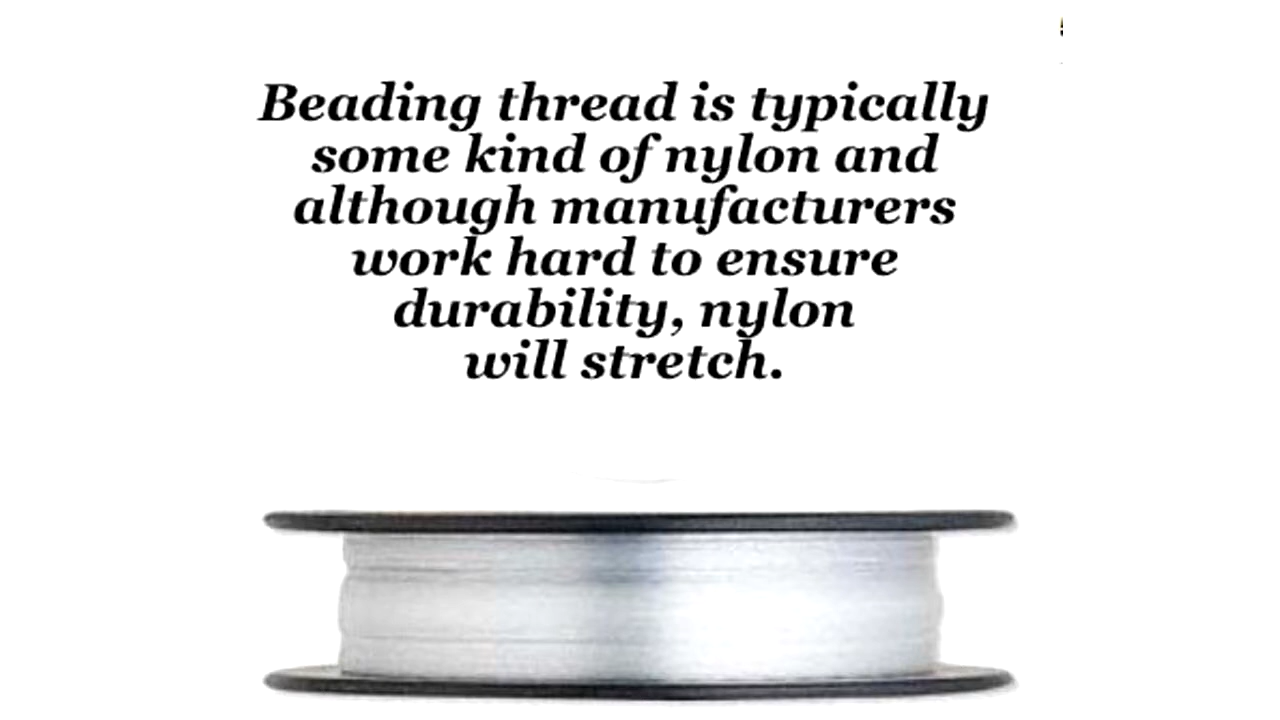 Beading thread is typically
some kind of nylon and
although manufacturers
work hard to ensure
durability, nylon
will stretch.